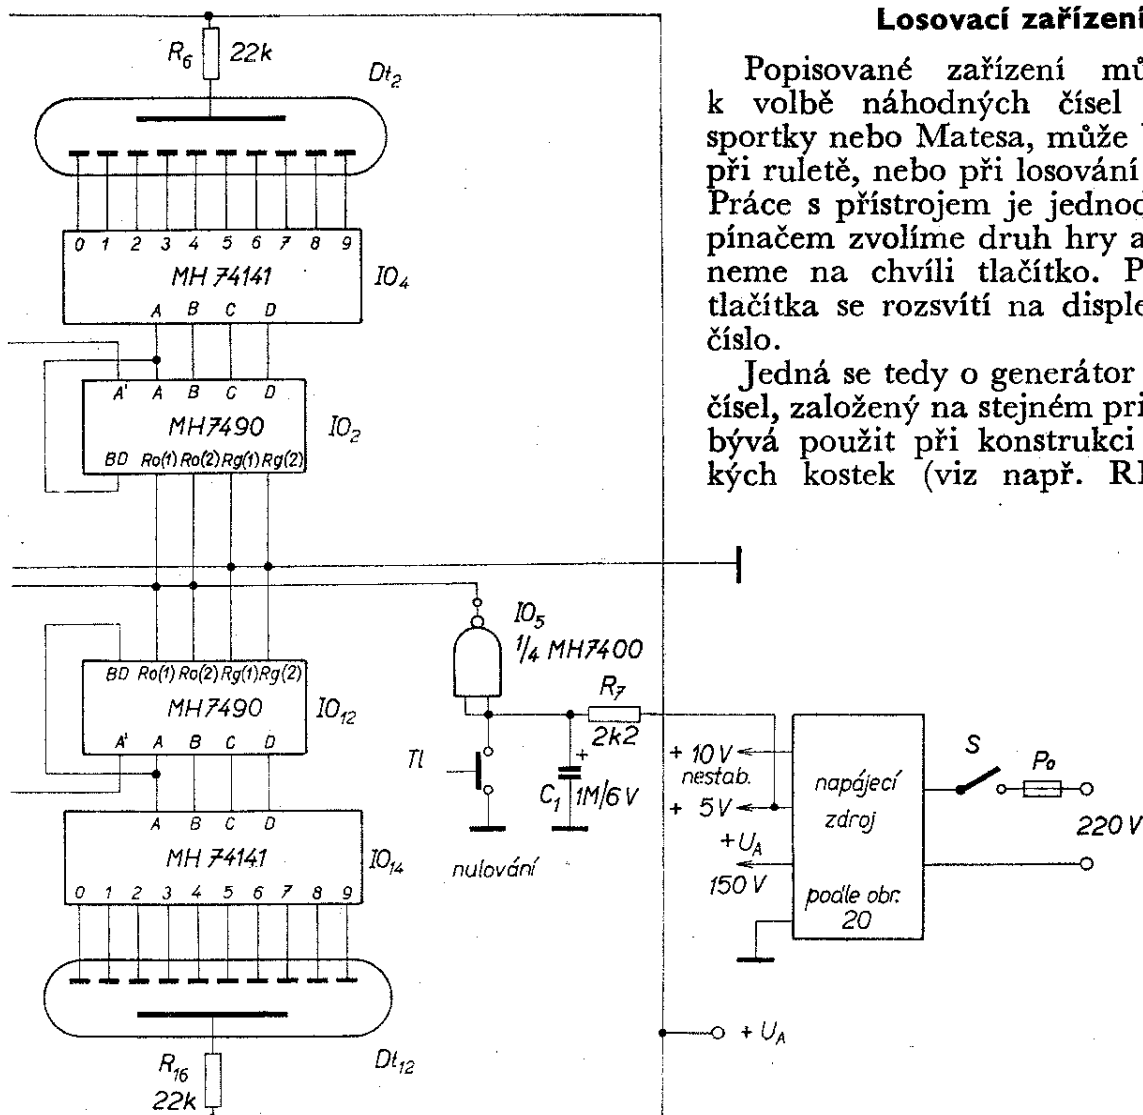 Losovací zařízení
Popisované zařízení mů
k volbě náhodných čísel
sportky nebo Matesa, může
při ruletě, nebo při losování
Práce s přístrojem je jednod
pínačem zvolíme druh hry a
neme na chvíli tlačítko. P
tlačítka se rozsvítí na disple
číslo.
Jedná se tedy o generátor
čísel, založený na stejném pri
bývá použit při konstrukci
kých kostek (viz např. RK
R6 22k
Dt2
0 1 2 3 4 5 6 7 8 9
MH 74141
IO4
A B C D
A' A B C D
MH7490
IO2
BD Ro(1) Ro(2) Rg(1) Rg(2)
IO5
1/4 MH7400
BD Ro(1) Ro(2) Rg(1) Rg(2)
MH7490
IO12
A' A B C D
R7
2k2
Tl
+
C1 1M/6V
nulování
+ 10V
nestab.
+ 5V
+UA
150V
napájecí
zdroj
podle obr.
20
S
Po
220V
A B C D
MH 74141
IO14
0 1 2 3 4 5 6 7 8 9
+ UA
Dt12
R16
22k